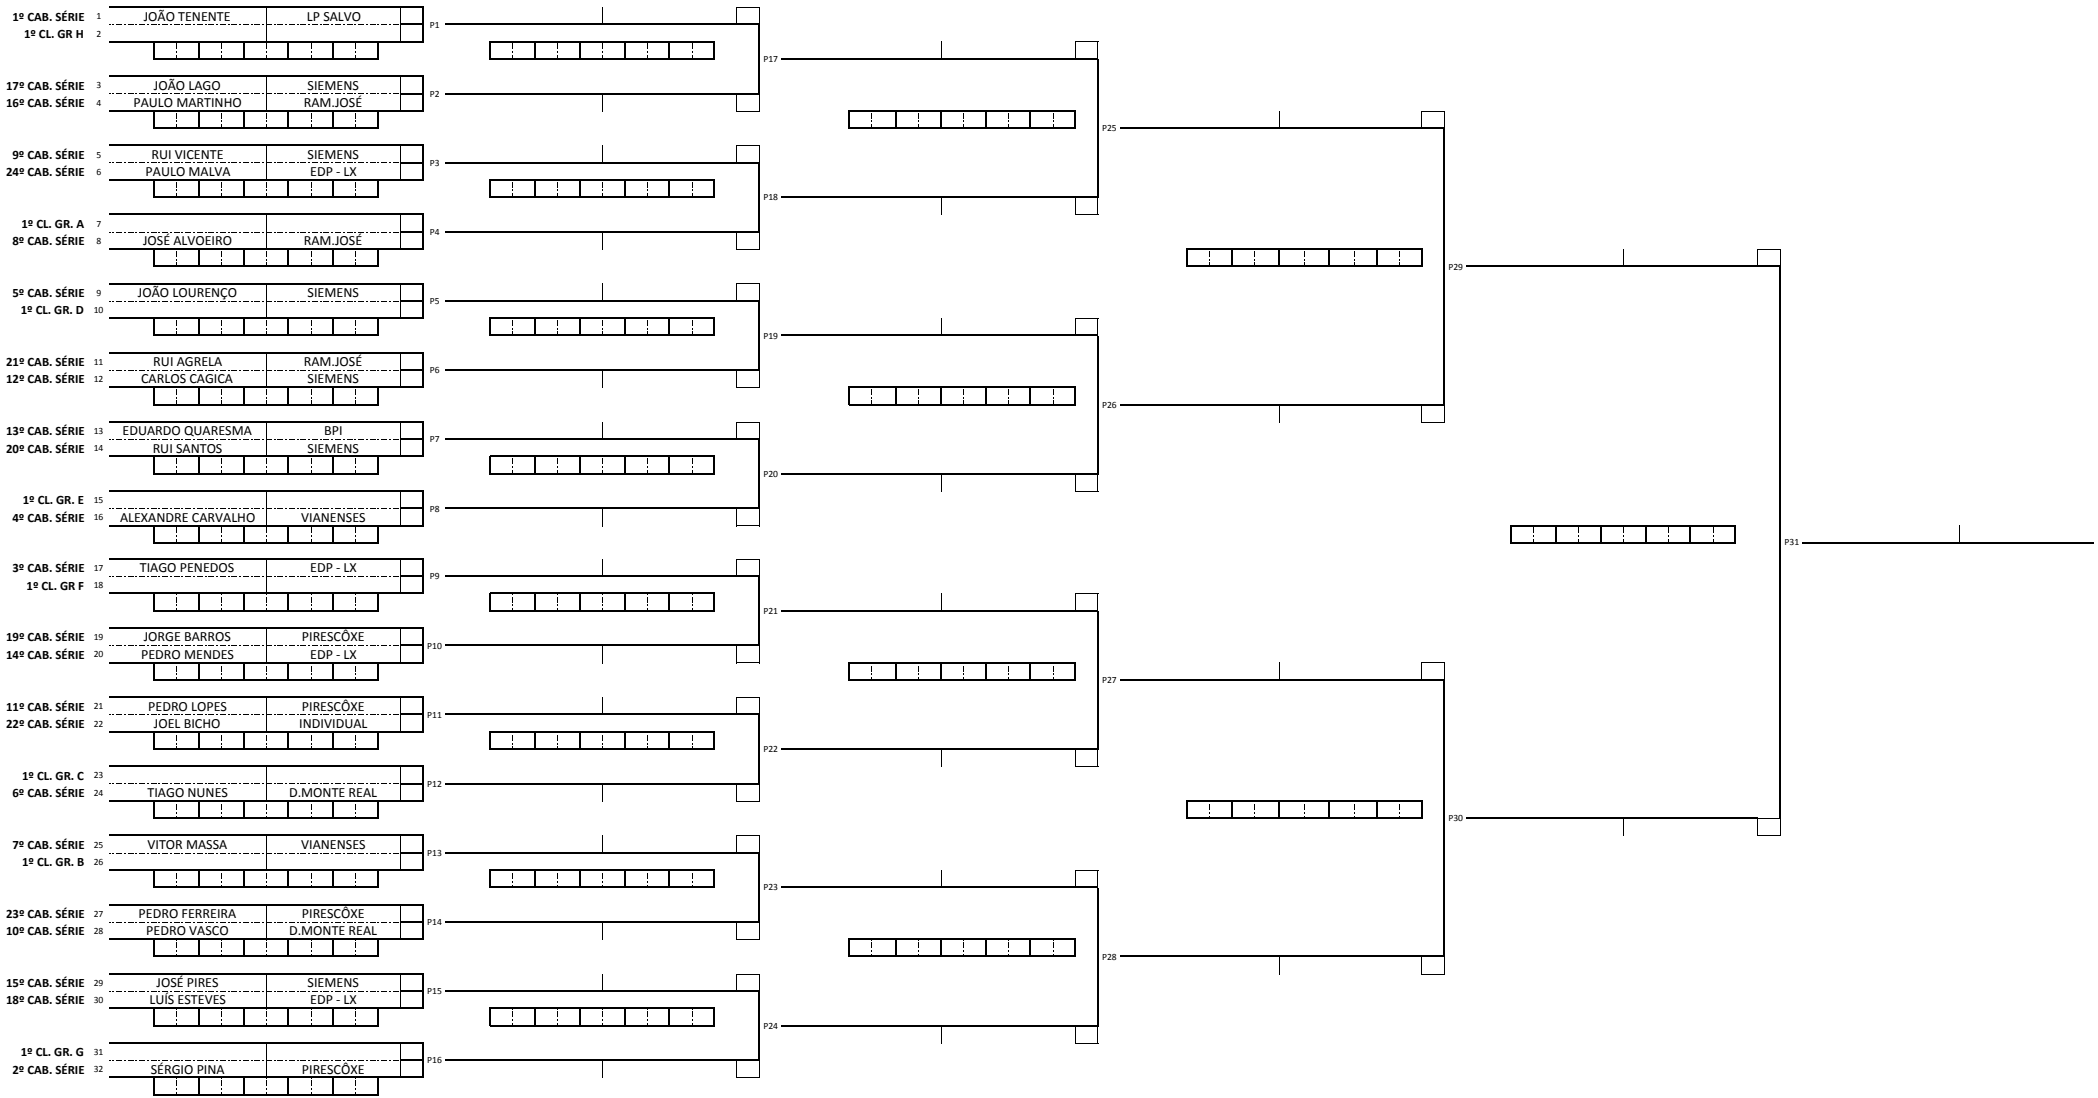 1º CAB. SÉRIE 1 JOÃO TENENTE LP SALVO
P1
1º CL. GR H 2
P17
17º CAB. SÉRIE 3 JOÃO LAGO SIEMENS
P2
16º CAB. SÉRIE 4 PAULO MARTINHO RAM.JOSÉ
P25
9º CAB. SÉRIE 5 RUI VICENTE SIEMENS
P3
24º CAB. SÉRIE 6 PAULO MALVA EDP - LX
P18
1º CL. GR. A 7
P4
8º CAB. SÉRIE 8 JOSÉ ALVOEIRO RAM.JOSÉ
P29
5º CAB. SÉRIE 9 JOÃO LOURENÇO SIEMENS
P5
1º CL. GR. D 10
P19
21º CAB. SÉRIE 11 RUI AGRELA RAM.JOSÉ
P6
12º CAB. SÉRIE 12 CARLOS CAGICA SIEMENS
P26
13º CAB. SÉRIE 13 EDUARDO QUARESMA BPI
P7
20º CAB. SÉRIE 14 RUI SANTOS SIEMENS
P20
1º CL. GR. E 15
P8
4º CAB. SÉRIE 16 ALEXANDRE CARVALHO VIANENSES
P31
3º CAB. SÉRIE 17 TIAGO PENEDOS EDP - LX
P9
1º CL. GR F 18
P21
19º CAB. SÉRIE 19 JORGE BARROS PIRESCÔXE
P10
14º CAB. SÉRIE 20 PEDRO MENDES EDP - LX
P27
11º CAB. SÉRIE 21 PEDRO LOPES PIRESCÔXE
P11
22º CAB. SÉRIE 22 JOEL BICHO INDIVIDUAL
P22
1º CL. GR. C 23
P12
6º CAB. SÉRIE 24 TIAGO NUNES D.MONTE REAL
P30
7º CAB. SÉRIE 25 VITOR MASSA VIANENSES
P13
1º CL. GR. B 26
P23
23º CAB. SÉRIE 27 PEDRO FERREIRA PIRESCÔXE
P14
10º CAB. SÉRIE 28 PEDRO VASCO D.MONTE REAL
P28
15º CAB. SÉRIE 29 JOSÉ PIRES SIEMENS
P15
18º CAB. SÉRIE 30 LUÍS ESTEVES EDP - LX
P24
1º CL. GR. G 31
P16
2º CAB. SÉRIE 32 SÉRGIO PINA PIRESCÔXE